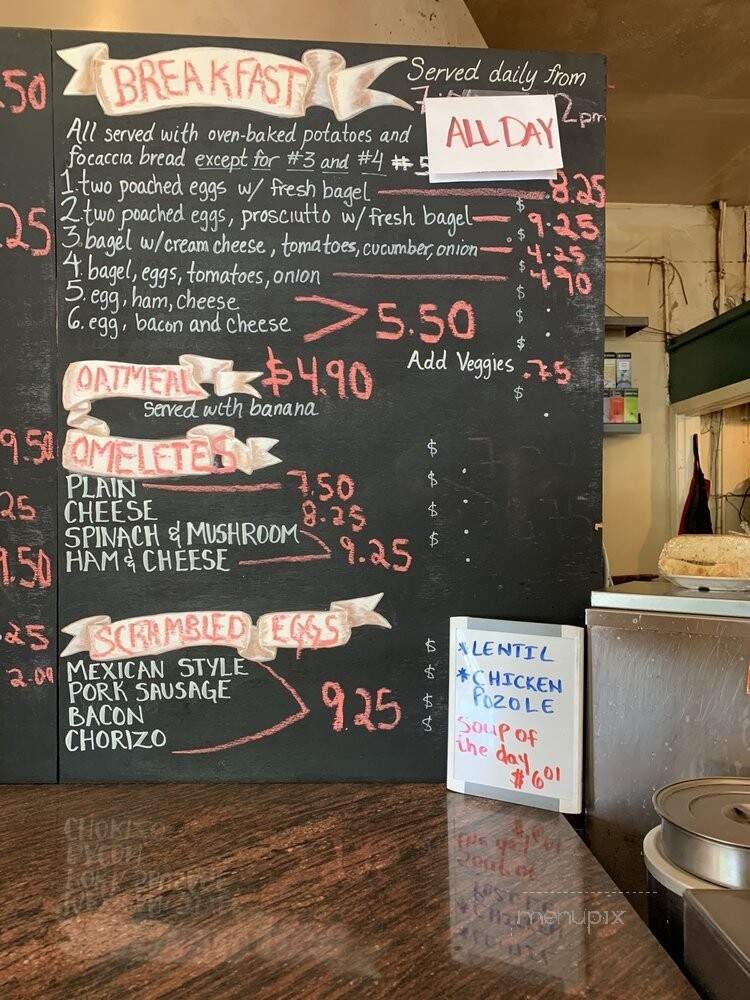 BREAKFAST
Served daily from
2pm
ALL DAY
All served with oven-baked potatoes and
focaccia bread except for #3 and #4 #5
1. two poached eggs w/ fresh bagel $ 8.25
2. two poached eggs, prosciutto w/ fresh bagel $ 9.25
3. bagel w/cream cheese, tomatoes, cucumber, onion $ 4.25
4. bagel, eggs, tomatoes, onion $ 4.90
5. egg, ham, cheese
6. egg, bacon and cheese 5.50
Add Veggies .75
OATMEAL $4.90
served with banana
OMELETES
PLAIN 7.50
CHEESE 8.25
SPINACH & MUSHROOM
HAM & CHEESE 9.25
SCRAMBLED EGGS
MEXICAN STYLE
PORK SAUSAGE
BACON
CHORIZO
9.25
.50
.25
9.50
25
9.50
.25
2.00
*LENTIL
*CHICKEN
POZOLE
Soup of
the day
$6.01
menupix